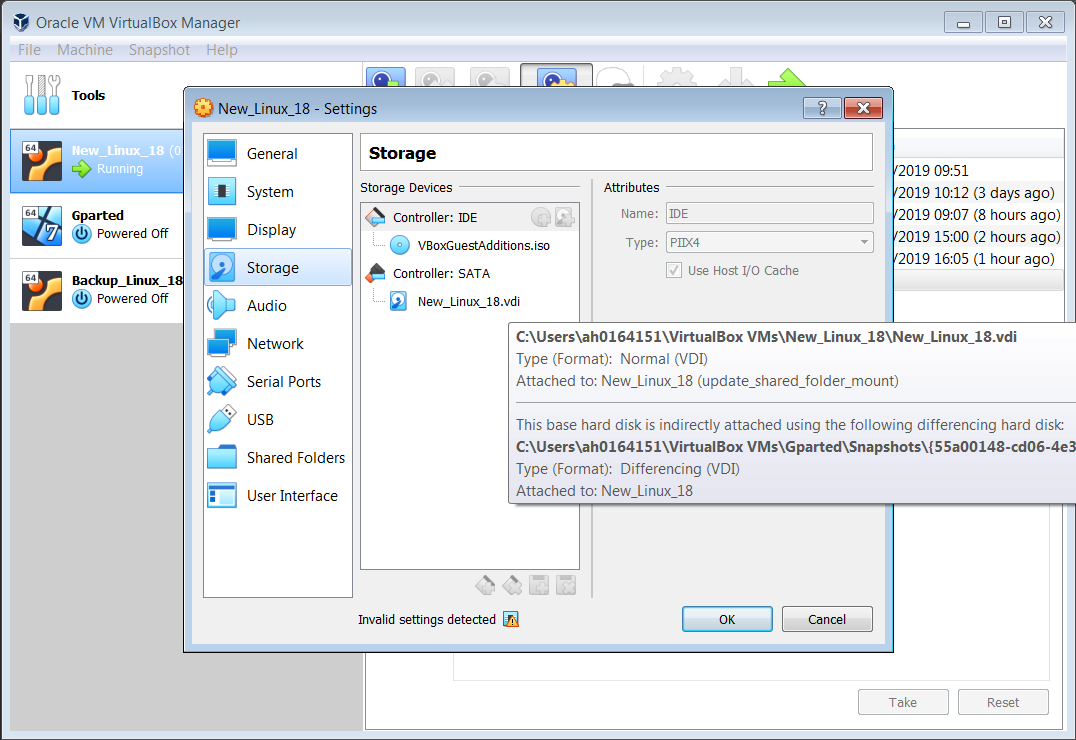 Oracle VM VirtualBox Manager
File Machine Snapshot Help
Tools
64
New_Linux_18 (0
Running
64
Gparted
Powered Off
64
Backup_Linux_18
Powered Off
/2019 09:51
/2019 10:12 (3 days ago)
/2019 09:07 (8 hours ago)
/2019 15:00 (2 hours ago)
/2019 16:05 (1 hour ago)
New_Linux_18 - Settings
?
General
System
Display
Storage
Audio
Network
Serial Ports
USB
Shared Folders
User Interface
Storage
Storage Devices
Controller: IDE
VBoxGuestAdditions.iso
Controller: SATA
New_Linux_18.vdi
Attributes
Name: IDE
Type: PIIX4
Use Host I/O Cache
C:\Users\ah0164151\VirtualBox VMs\New_Linux_18\New_Linux_18.vdi
Type (Format): Normal (VDI)
Attached to: New_Linux_18 (update_shared_folder_mount)
This base hard disk is indirectly attached using the following differencing hard disk:
C:\Users\ah0164151\VirtualBox VMs\Gparted\Snapshots\{55a00148-cd06-4e3
Type (Format): Differencing (VDI)
Attached to: New_Linux_18
Invalid settings detected
OK
Cancel
Take
Reset